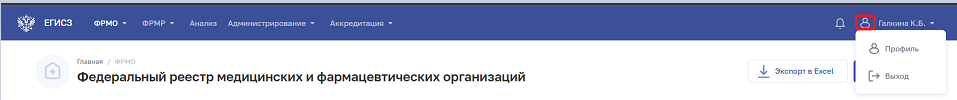 ЕГИСЗ ФРМО ФРМР Анализ Администрирование Аккредитация Галкина К.Б.
Профиль
Выход
Главная / ФРМО
Федеральный реестр медицинских и фармацевтических организаций
Экспорт в Excel